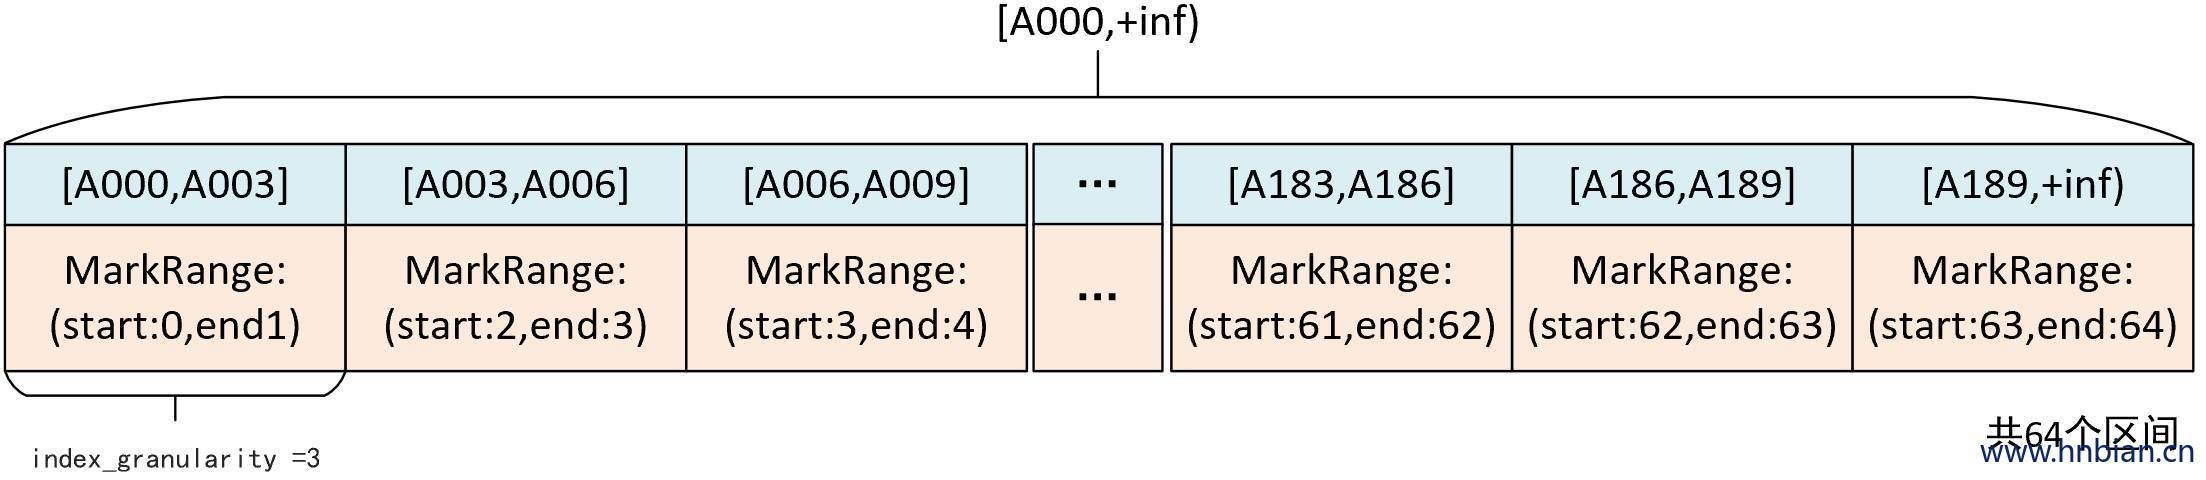 [A000,+inf)
[A000,A003]
[A003,A006]
[A006,A009]
...
[A183,A186]
[A186,A189]
[A189,+inf)
MarkRange:
(start:0,end1)
MarkRange:
(start:2,end:3)
MarkRange:
(start:3,end:4)
...
MarkRange:
(start:61,end:62)
MarkRange:
(start:62,end:63)
MarkRange:
(start:63,end:64)
index_granularity =3
共64个区间
www.hnbian.cn